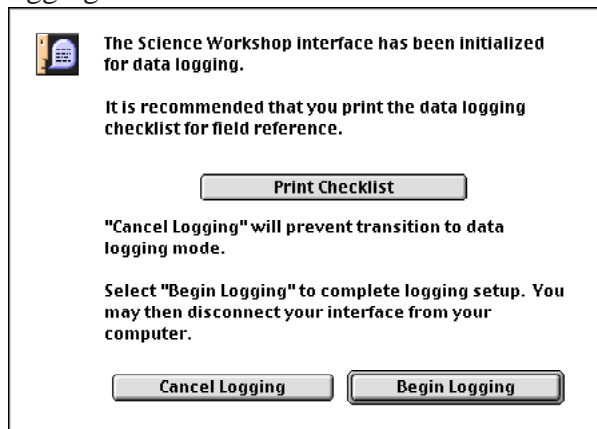 The Science Workshop interface has been initialized
for data logging.
It is recommended that you print the data logging
checklist for field reference.
Print Checklist
"Cancel Logging" will prevent transition to data
logging mode.
Select "Begin Logging" to complete logging setup. You
may then disconnect your interface from your
computer.
Cancel Logging
Begin Logging